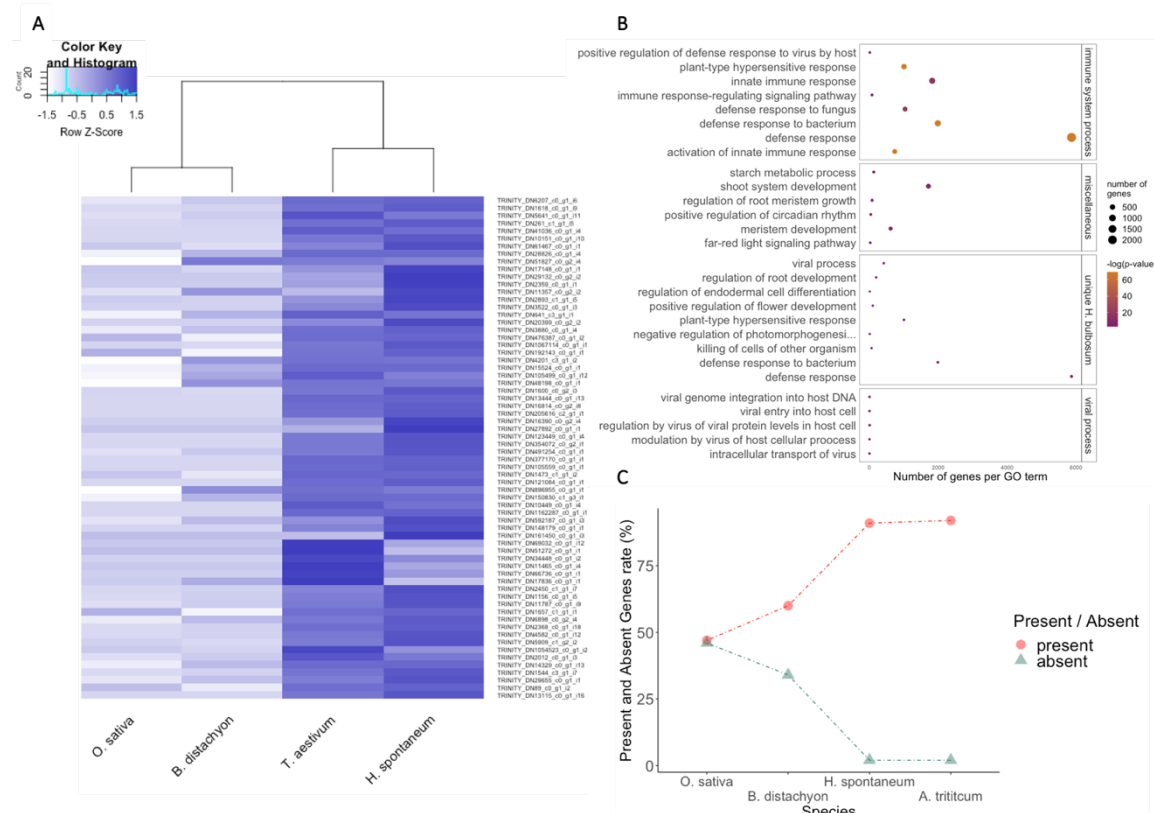 A
Color Key
and Histogram
Count
0 10 20
-1.5 -0.5 0.5 1.5
Row Z-Score
TRINITY_DN6207_c0_g1_i6
TRINITY_DN1618_c0_g1_i9
TRINITY_DN5641_c0_g1_i11
TRINITY_DN261_c1_g1_i5
TRINITY_DN41036_c0_g1_i4
TRINITY_DN10151_c0_g1_i10
TRINITY_DN61467_c0_g1_i1
TRINITY_DN28826_c0_g1_i4
TRINITY_DN51827_c0_g2_i4
TRINITY_DN17148_c0_g1_i1
TRINITY_DN29132_c0_g2_i2
TRINITY_DN2359_c0_g1_i1
TRINITY_DN11357_c0_g2_i2
TRINITY_DN2893_c1_g1_i5
TRINITY_DN3522_c0_g1_i3
TRINITY_DN641_c3_g1_i1
TRINITY_DN20399_c0_g2_i2
TRINITY_DN3880_c0_g1_i4
TRINITY_DN476387_c0_g1_i2
TRINITY_DN1067114_c0_g1_i1
TRINITY_DN192143_c0_g1_i1
TRINITY_DN4201_c3_g1_i2
TRINITY_DN15524_c0_g1_i1
TRINITY_DN105499_c0_g1_i12
TRINITY_DN48198_c0_g1_i1
TRINITY_DN1600_c0_g2_i3
TRINITY_DN13444_c0_g1_i13
TRINITY_DN16814_c0_g2_i8
TRINITY_DN205616_c2_g1_i1
TRINITY_DN16380_c0_g2_i4
TRINITY_DN27892_c0_g1_i1
TRINITY_DN123449_c0_g1_i4
TRINITY_DN354072_c0_g2_i1
TRINITY_DN491254_c0_g1_i1
TRINITY_DN377170_c0_g1_i1
TRINITY_DN105559_c0_g1_i1
TRINITY_DN1473_c1_g1_i2
TRINITY_DN121084_c0_g1_i1
TRINITY_DN896955_c0_g1_i1
TRINITY_DN150830_c1_g3_i1
TRINITY_DN10449_c0_g1_i4
TRINITY_DN1162287_c0_g1_i1
TRINITY_DN592187_c0_g1_i3
TRINITY_DN148179_c0_g1_i1
TRINITY_DN161450_c0_g1_i3
TRINITY_DN69032_c0_g1_i12
TRINITY_DN51272_c0_g1_i1
TRINITY_DN34448_c0_g1_i2
TRINITY_DN11465_c0_g1_i4
TRINITY_DN66736_c0_g1_i1
TRINITY_DN17836_c0_g1_i1
TRINITY_DN2450_c1_g1_i7
TRINITY_DN1156_c0_g1_i5
TRINITY_DN11787_c0_g1_i9
TRINITY_DN1657_c1_g1_i1
TRINITY_DN6898_c0_g2_i4
TRINITY_DN2368_c0_g1_i18
TRINITY_DN4582_c0_g1_i12
TRINITY_DN5909_c1_g2_i2
TRINITY_DN1054523_c0_g1_i2
TRINITY_DN2012_c0_g1_i3
TRINITY_DN14329_c0_g1_i13
TRINITY_DN1544_c3_g1_i7
TRINITY_DN28655_c0_g1_i1
TRINITY_DN89_c0_g1_i2
TRINITY_DN13115_c0_g1_i16
O. sativa
B. distachyon
T. aestivum
H. spontaneum
B
positive regulation of defense response to virus by host
plant-type hypersensitive response
innate immune response
immune response-regulating signaling pathway
defense response to fungus
defense response to bacterium
defense response
activation of innate immune response
immune system process
starch metabolic process
shoot system development
regulation of root meristem growth
positive regulation of circadian rhythm
meristem development
far-red light signaling pathway
miscellaneous
viral process
regulation of root development
regulation of endodermal cell differentiation
positive regulation of flower development
plant-type hypersensitive response
negative regulation of photomorphogenesi...
killing of cells of other organism
defense response to bacterium
defense response
unique H. bulbosum
viral genome integration into host DNA
viral entry into host cell
regulation by virus of viral protein levels in host cell
modulation by virus of host cellular proocess
intracellular transport of virus
viral process
0 2000 4000 6000
Number of genes per GO term
number of
genes
500
1000
1500
2000
-log(p-value
60
40
20
C
Present and Absent Genes rate (%)
75
50
25
0
O. sativa
B. distachyon
H. spontaneum
A. trititcum
Species
Present / Absent
present
absent